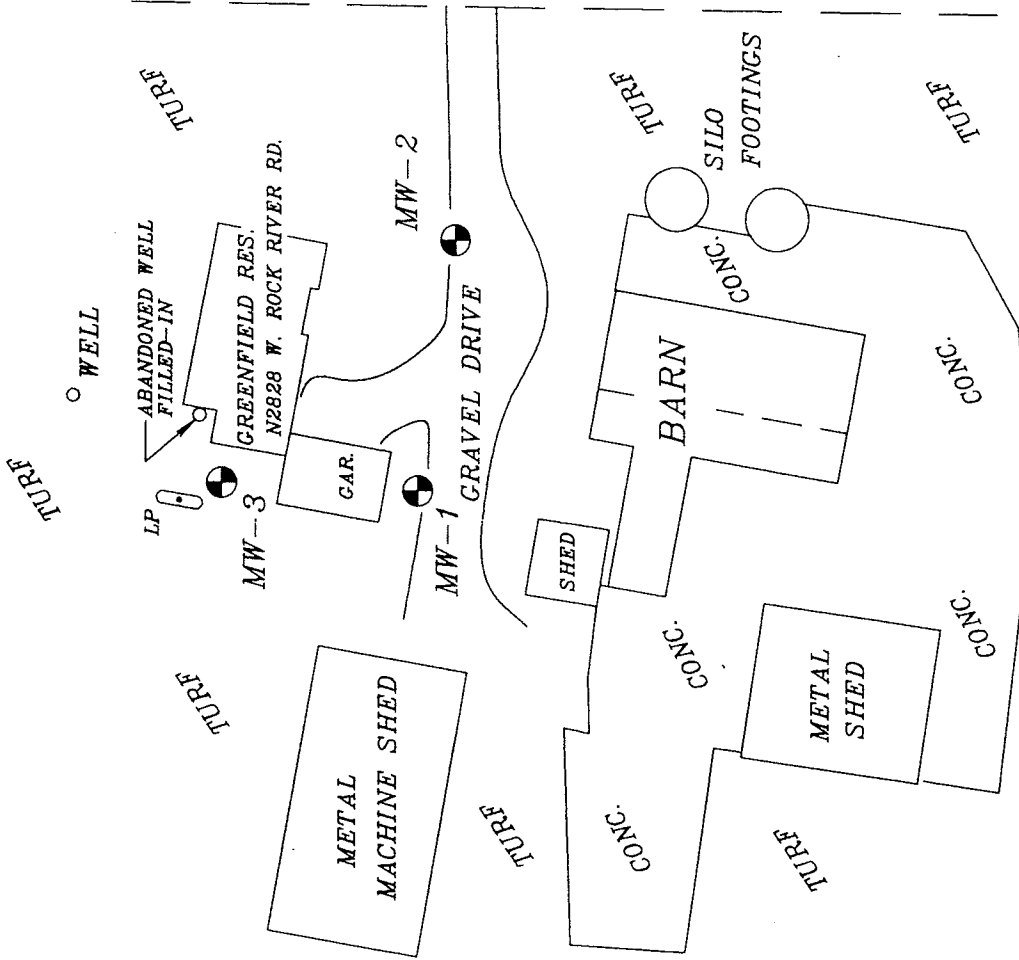 TURF
WELL
ABANDONED WELL
FILLED-IN
GREENFIELD RES.
N2828 W. ROCK RIVER RD.
TURF
LP
MW-3
GAR.
MW-2
MW-1
GRAVEL DRIVE
TURF
METAL
MACHINE SHED
TURF
SILO
FOOTINGS
TURF
CONC.
BARN
SHED
CONC.
CONC.
TURF
CONC.
METAL
SHED
CONC.
TURF